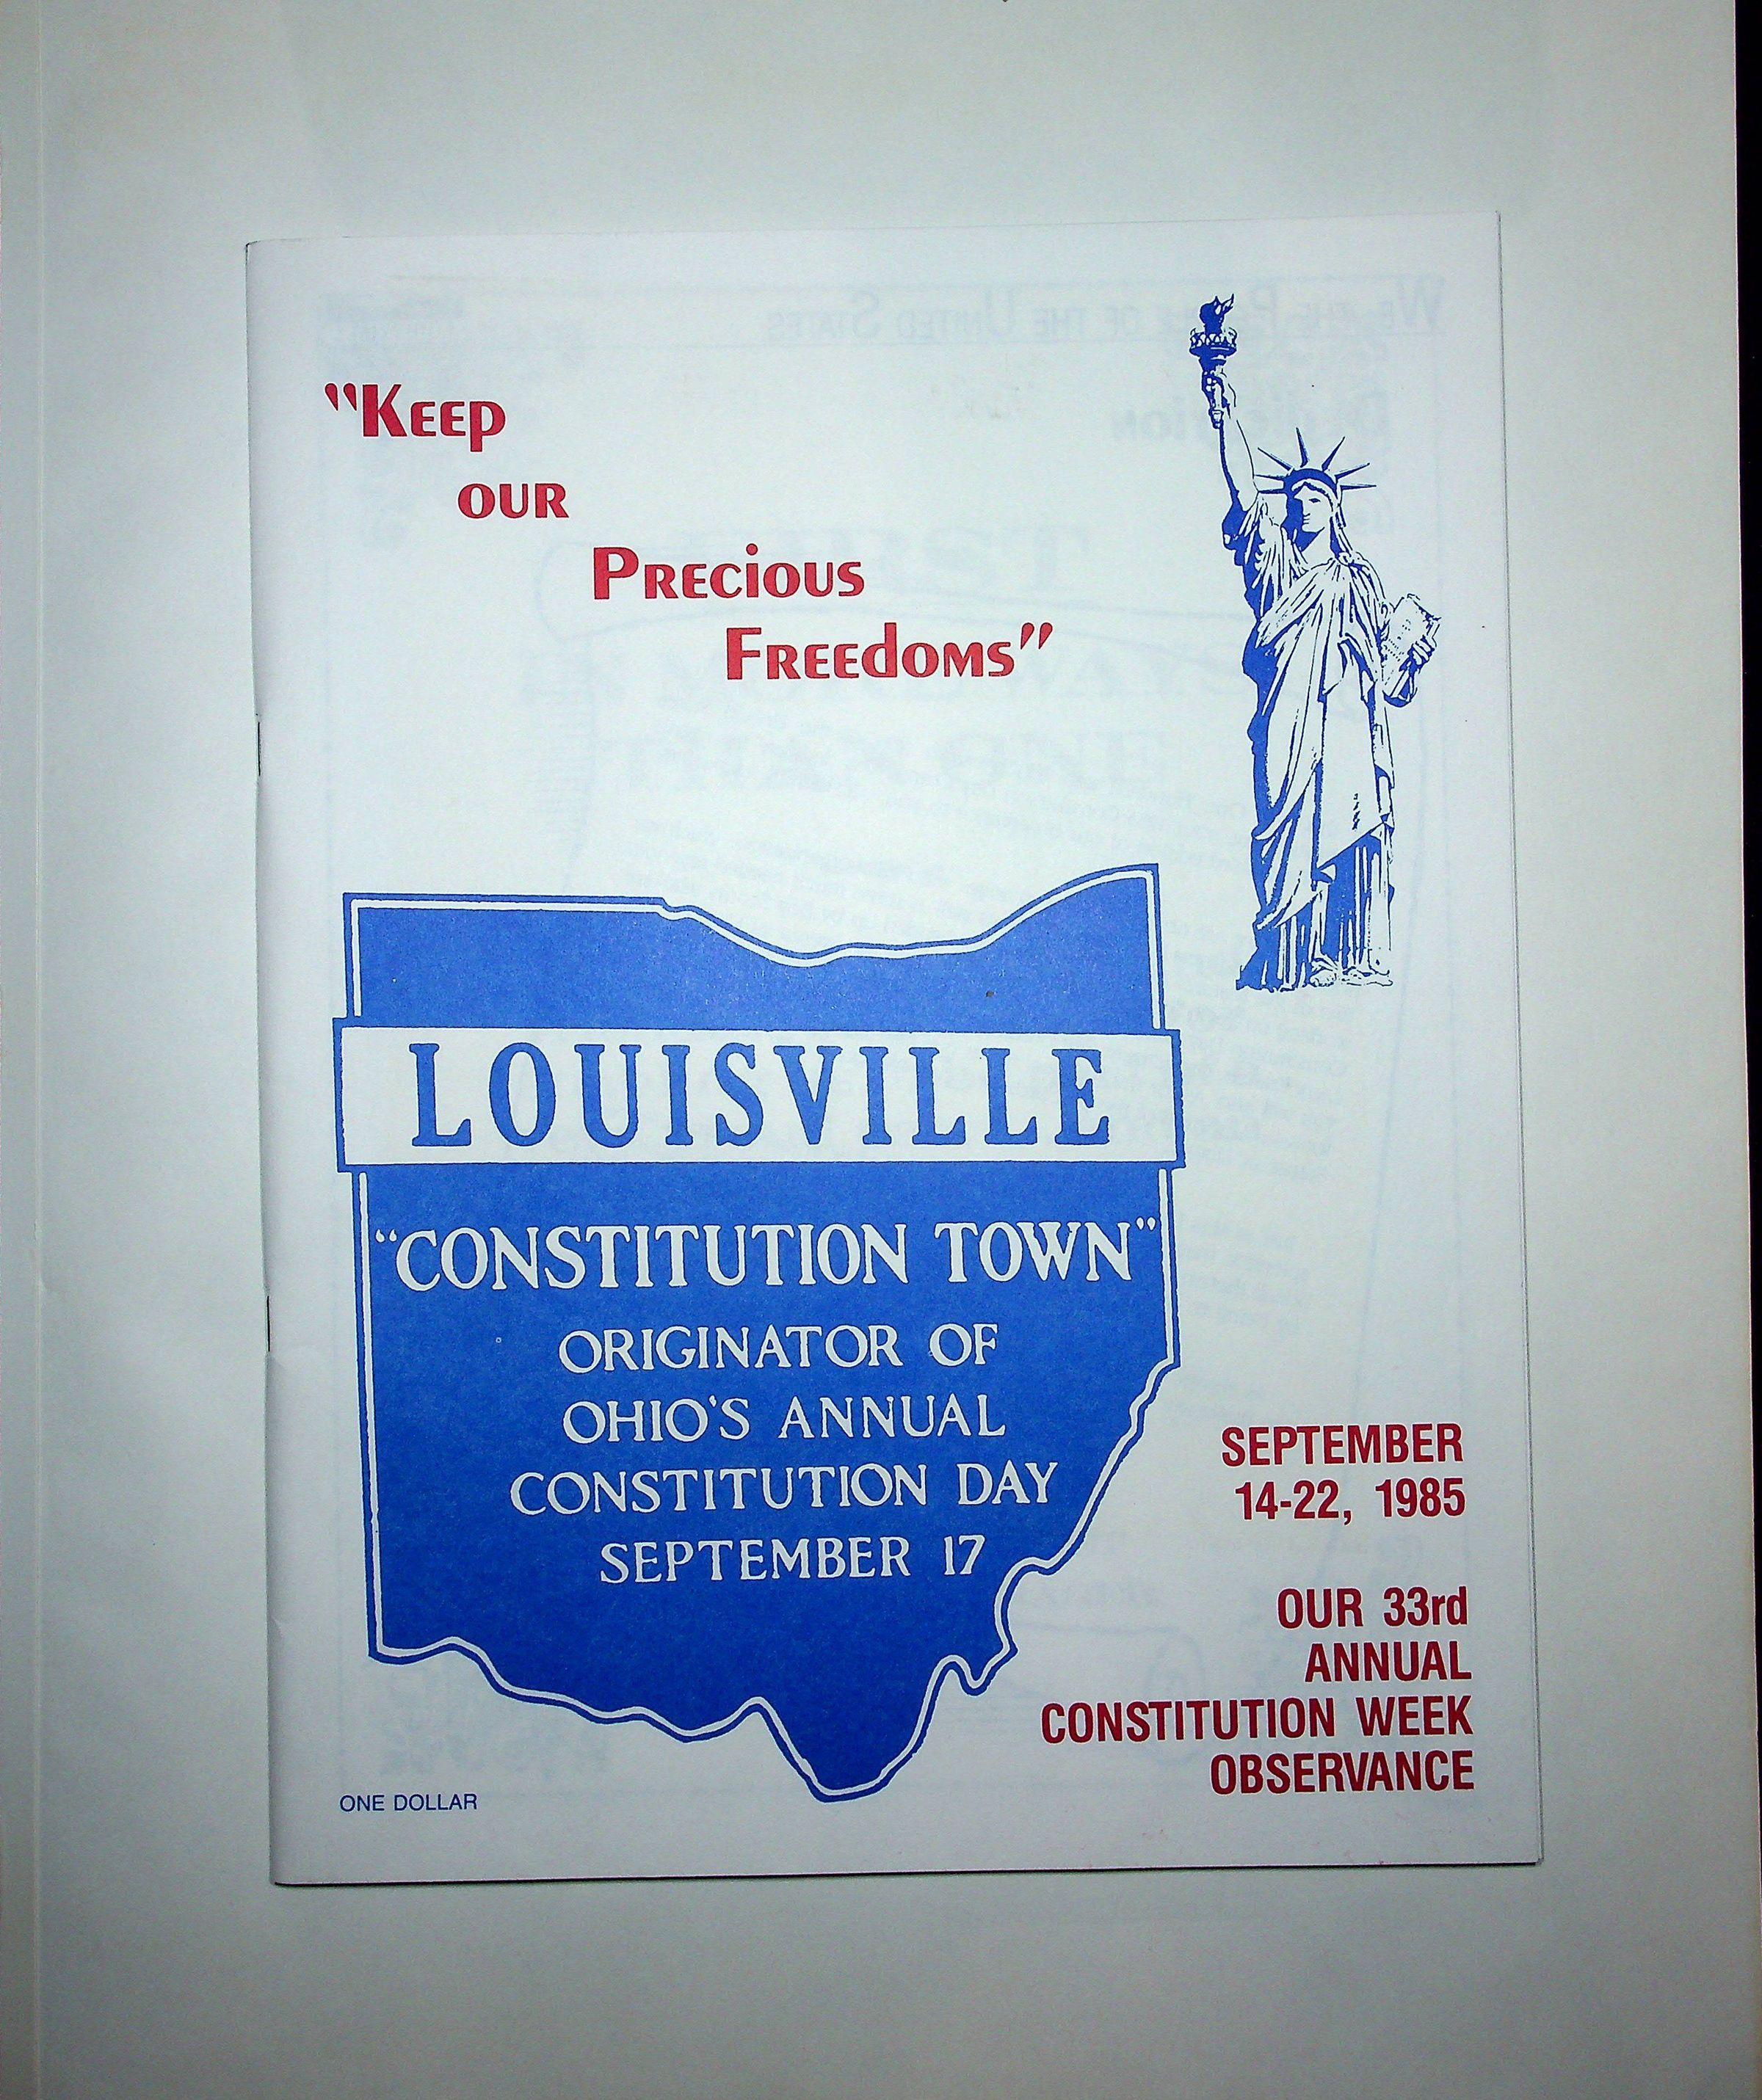 "Keep
our
Precious
Freedoms"
LOUISVILLE
"CONSTITUTION TOWN"
ORIGINATOR OF
OHIO'S ANNUAL
CONSTITUTION DAY
SEPTEMBER 17
SEPTEMBER
14-22, 1985
OUR 33rd
ANNUAL
CONSTITUTION WEEK
OBSERVANCE
ONE DOLLAR